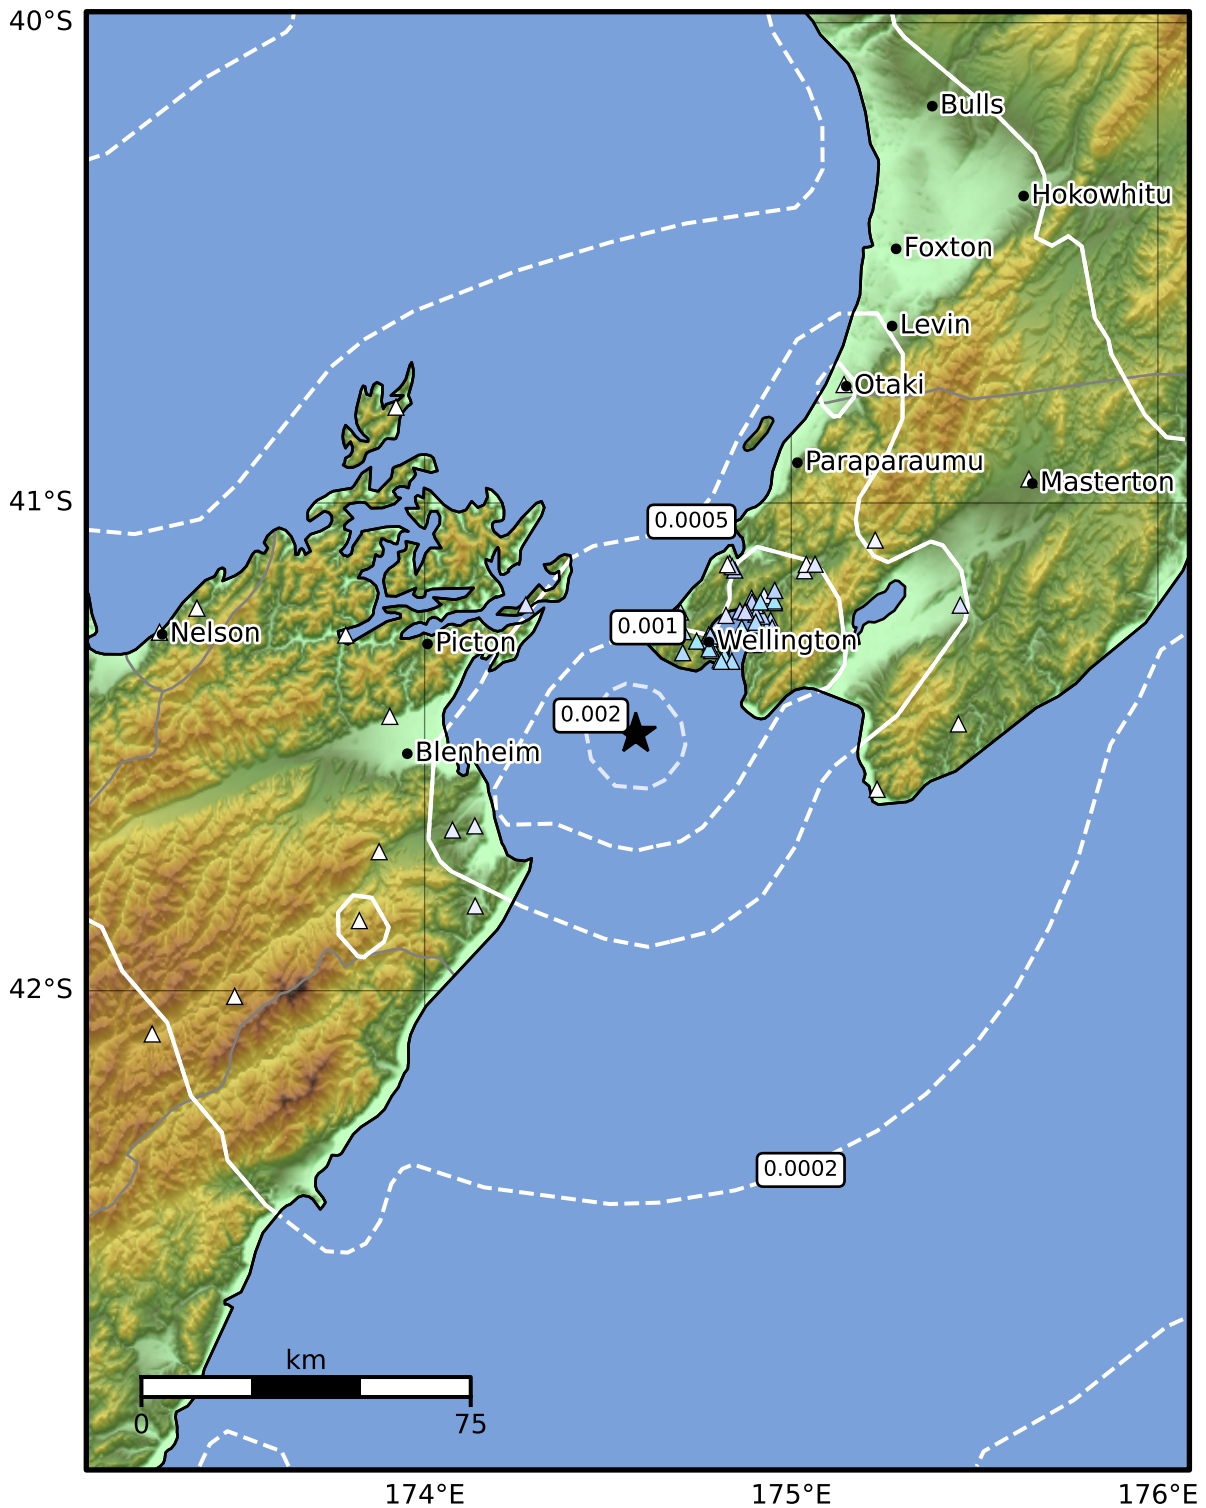 40°S
Bulls
Hokowhitu
Foxton
Levin
Otaki
Paraparaumu
Masterton
41°S
0.0005
0.001
Nelson
Picton
Wellington
0.002
Blenheim
42°S
0.0002
km
0 75
174°E 175°E 176°E